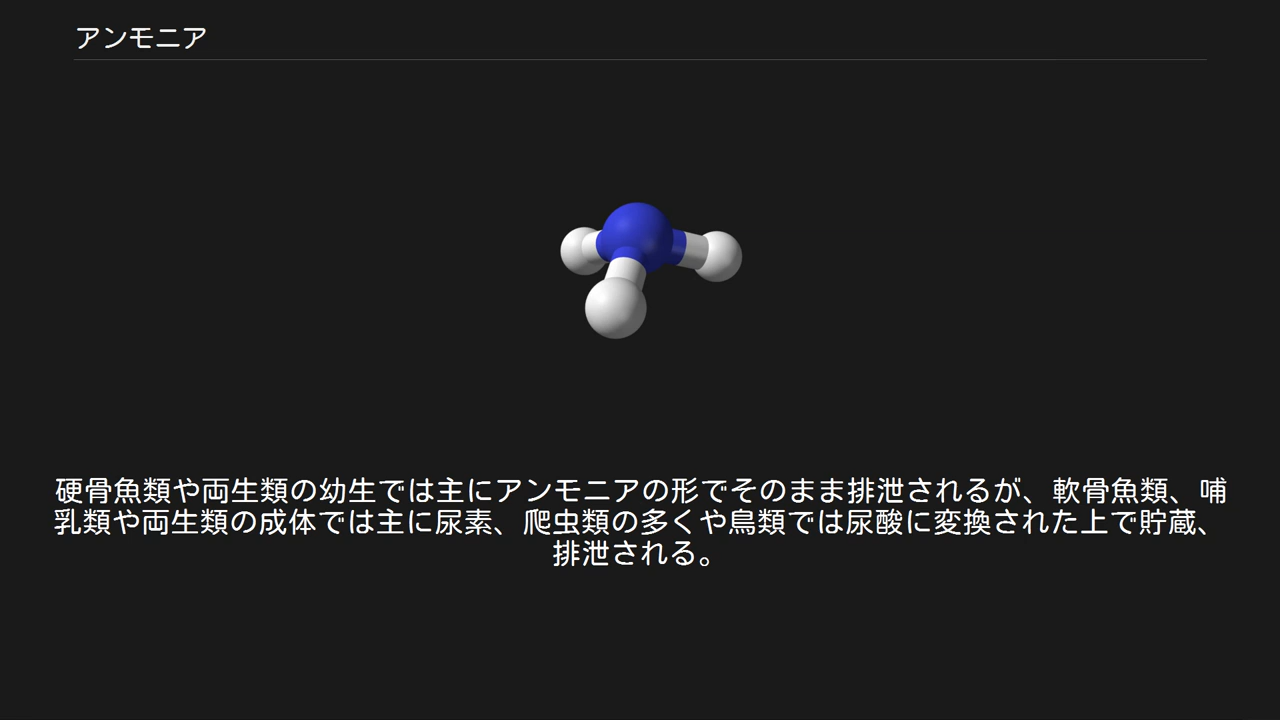 アンモニア
硬骨魚類や両生類の幼生では主にアンモニアの形でそのまま排泄されるが、軟骨魚類、哺
乳類や両生類の成体では主に尿素、爬虫類の多くや鳥類では尿酸に変換された上で貯蔵、
排泄される。